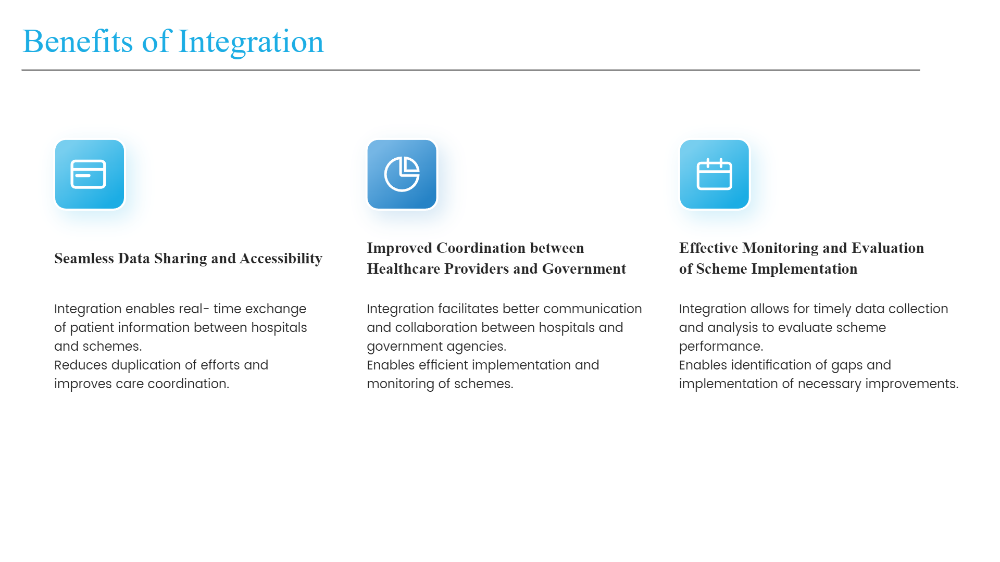 Benefits of Integration
Seamless Data Sharing and Accessibility
Integration enables real- time exchange
of patient information between hospitals
and schemes.
Reduces duplication of efforts and
improves care coordination.
Improved Coordination between
Healthcare Providers and Government
Integration facilitates better communication
and collaboration between hospitals and
government agencies.
Enables efficient implementation and
monitoring of schemes.
Effective Monitoring and Evaluation
of Scheme Implementation
Integration allows for timely data collection
and analysis to evaluate scheme
performance.
Enables identification of gaps and
implementation of necessary improvements.